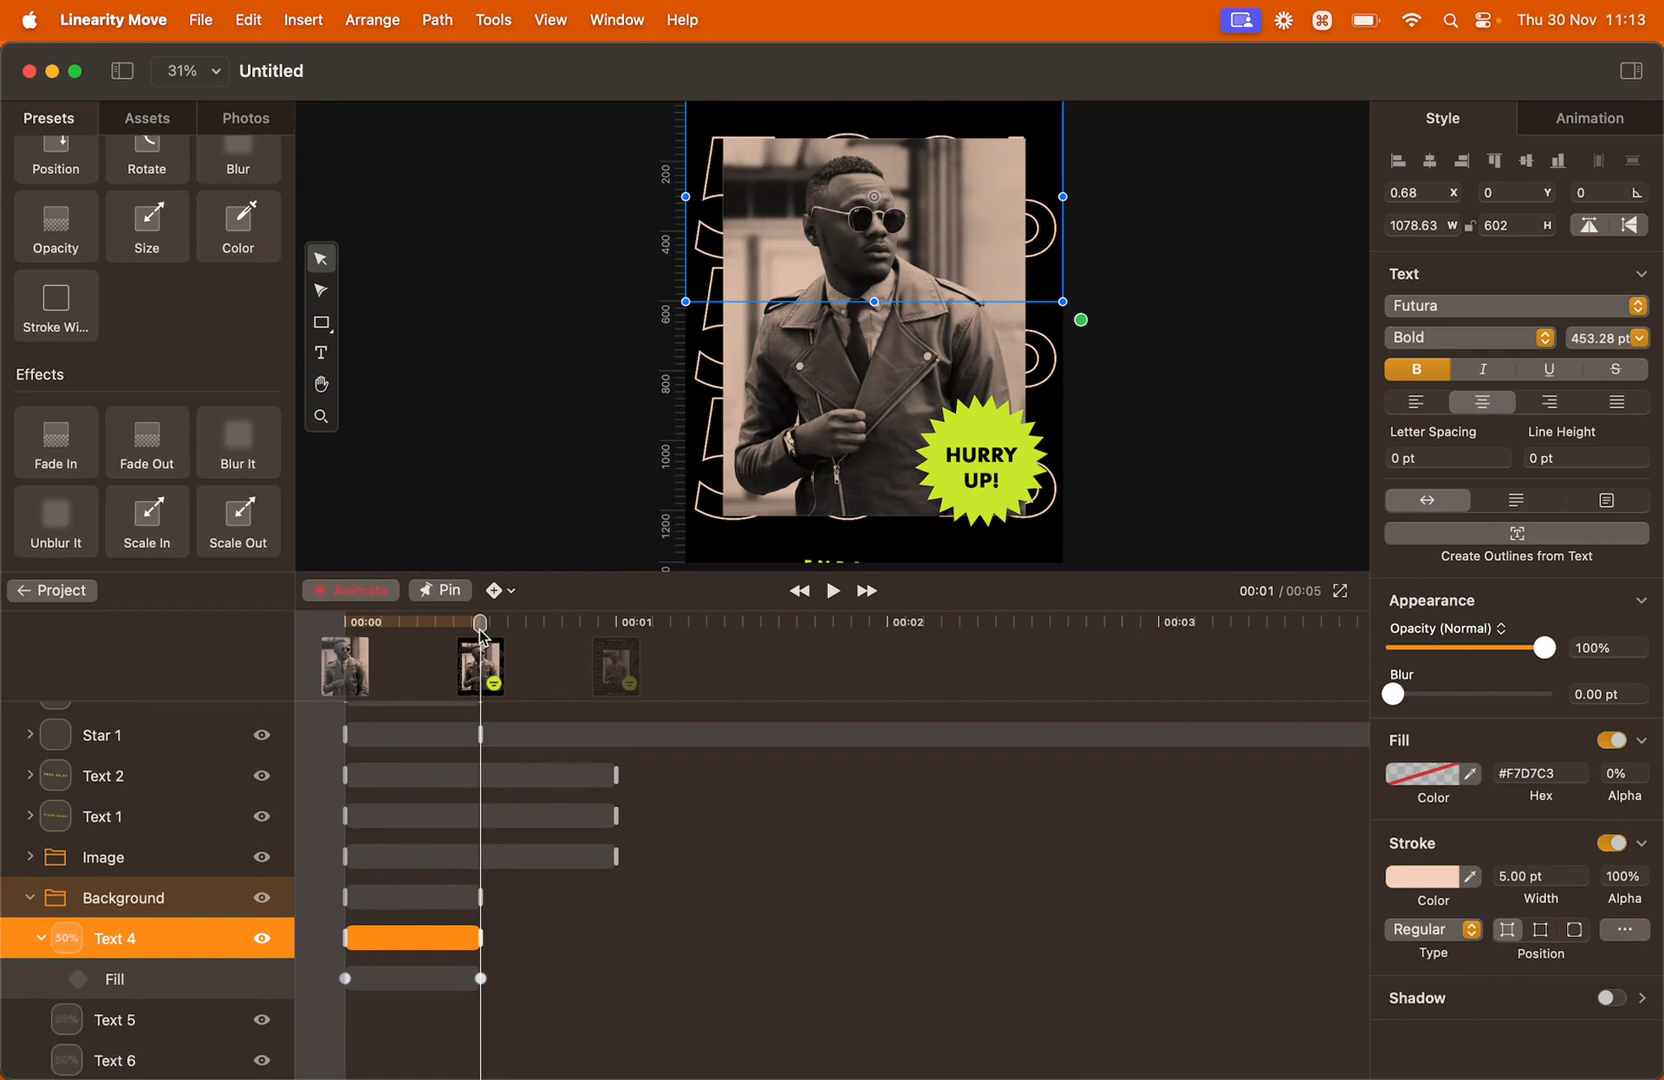 Linearity Move File Edit Insert Arrange Path Tools View Window Help Thu 30 Nov 11:13
31% Untitled
Presets Assets Photos
Style Animation
Position Rotate Blur
Opacity Size Color
Stroke Wi...
Effects
Fade In Fade Out Blur It
Unblur It Scale In Scale Out
200
400
600
800
1000
1200
HURRY
UP!
0.68 X 0 Y 0
1078.63 W 602 H
Text
Futura
Bold 453.28 pt
B I U S
Letter Spacing Line Height
0 pt 0 pt
Create Outlines from Text
Appearance
Opacity (Normal)
100%
Blur
0.00 pt
Fill
#F7D7C3 0%
Color Hex Alpha
Stroke
5.00 pt 100%
Color Width Alpha
Regular
Type Position
Shadow
Project Animate Pin 00:01 / 00:05
00:00 00:01 00:02 00:03
Star 1
Text 2
Text 1
Image
Background
50% Text 4
Fill
50% Text 5
50% Text 6